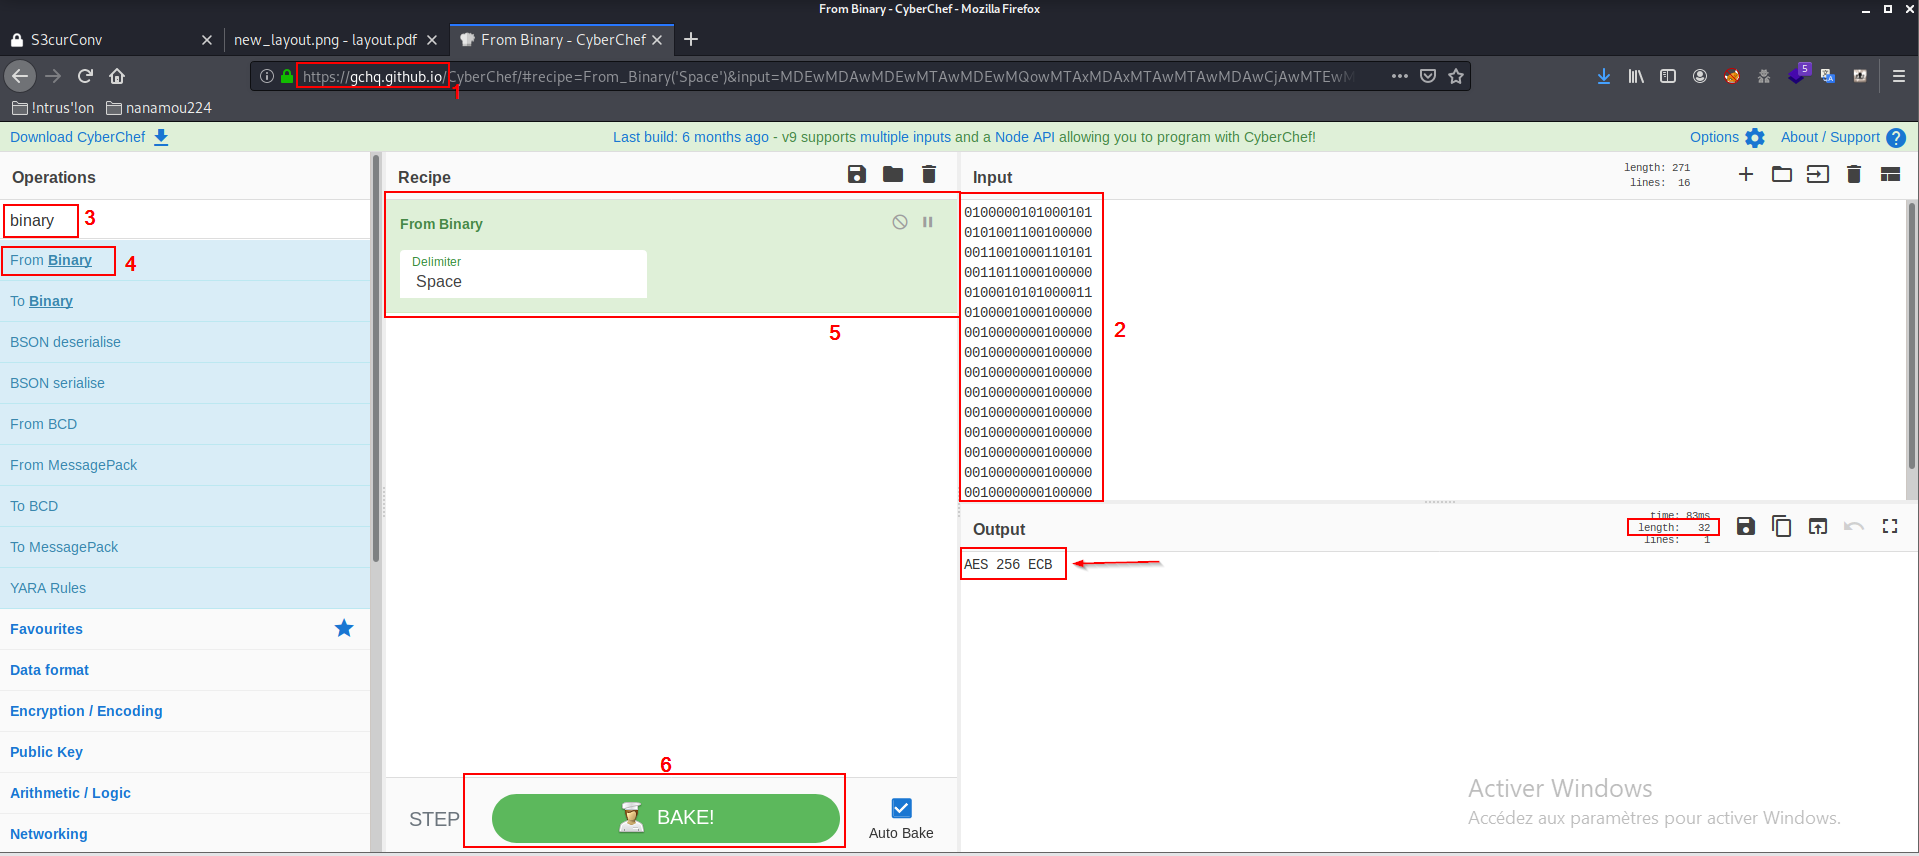 From Binary - CyberChef - Mozilla Firefox
S3curConv
new_layout.png - layout.pdf
From Binary - CyberChef
https://gchq.github.io/CyberChef/#recipe=From_Binary('Space')&input=MDEwMDAwMDEwMTAwMDEwMQowMTAxMDAxMTAwMTAwMDAwCjAwMTEwM
5
1
!ntrus'!on
nanamou224
Download CyberChef
Last build: 6 months ago - v9 supports multiple inputs and a Node API allowing you to program with CyberChef!
Options
About / Support
Operations
binary
3
From Binary
4
To Binary
BSON deserialise
BSON serialise
From BCD
From MessagePack
To BCD
To MessagePack
YARA Rules
Favourites
Data format
Encryption / Encoding
Public Key
Arithmetic / Logic
Networking
Recipe
From Binary
Delimiter
Space
5
6
STEP
BAKE!
Auto Bake
Input
length: 271
lines: 16
0100000101000101
0101001100100000
0011001000110101
0011011000100000
0100010101000011
0100001000100000
0010000000100000
0010000000100000
0010000000100000
0010000000100000
0010000000100000
0010000000100000
0010000000100000
0010000000100000
0010000000100000
2
Output
time: 83ms
length: 32
lines: 1
AES 256 ECB
Activer Windows
Accédez aux paramètres pour activer Windows.